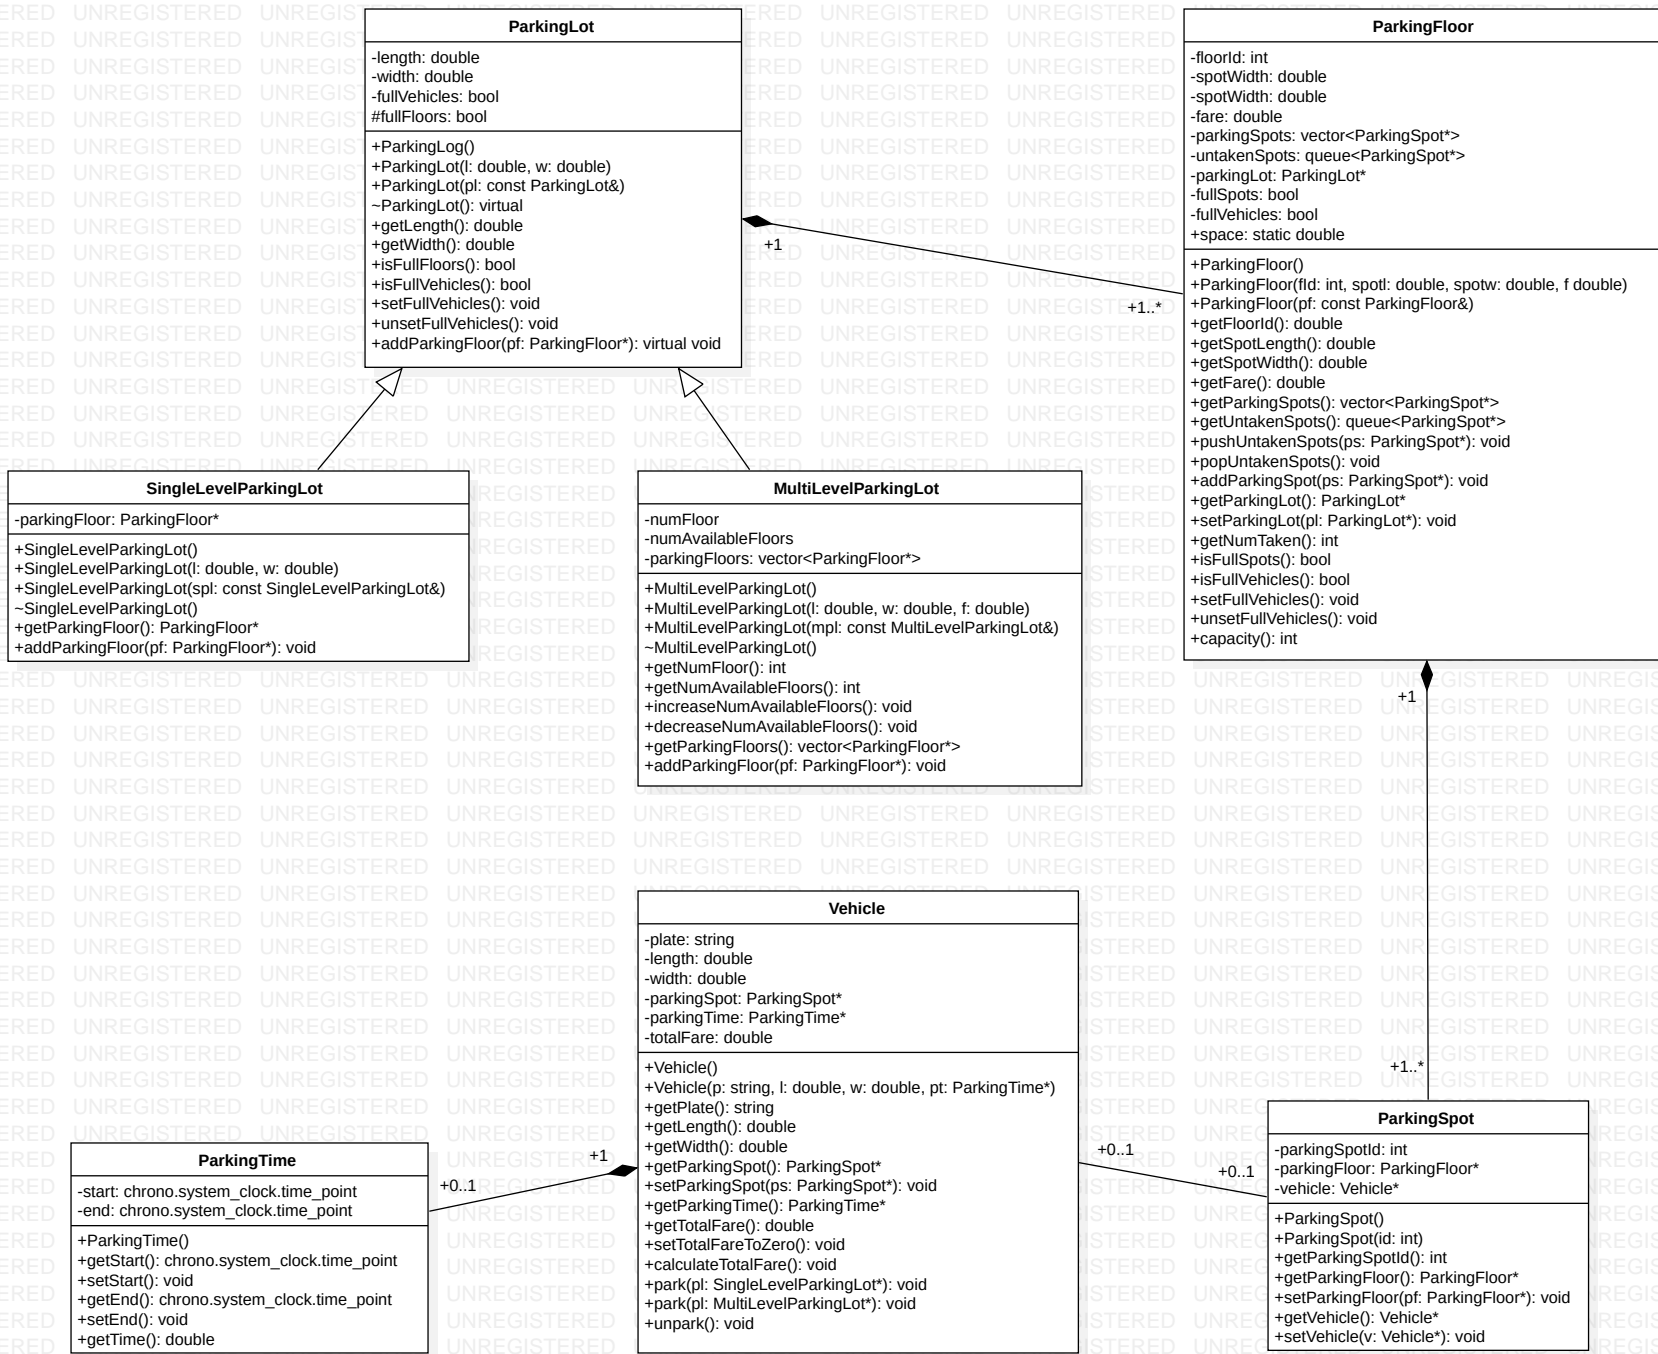 ParkingLot
-length: double
-width: double
-fullVehicles: bool
#fullFloors: bool
+ParkingLog()
+ParkingLot(l: double, w: double)
+ParkingLot(pl: const ParkingLot&)
~ParkingLot(): virtual
+getLength(): double
+getWidth(): double
+isFullFloors(): bool
+isFullVehicles(): bool
+setFullVehicles(): void
+unsetFullVehicles(): void
+addParkingFloor(pf: ParkingFloor*): virtual void
+1
+1..*
ParkingFloor
-floorId: int
-spotWidth: double
-spotWidth: double
-fare: double
-parkingSpots: vector<ParkingSpot*>
-untakenSpots: queue<ParkingSpot*>
-parkingLot: ParkingLot*
-fullSpots: bool
-fullVehicles: bool
+space: static double
+ParkingFloor()
+ParkingFloor(fId: int, spotl: double, spotw: double, f double)
+ParkingFloor(pf: const ParkingFloor&)
+getFloorId(): double
+getSpotLength(): double
+getSpotWidth(): double
+getFare(): double
+getParkingSpots(): vector<ParkingSpot*>
+getUntakenSpots(): queue<ParkingSpot*>
+pushUntakenSpots(ps: ParkingSpot*): void
+popUntakenSpots(): void
+addParkingSpot(ps: ParkingSpot*): void
+getParkingLot(): ParkingLot*
+setParkingLot(pl: ParkingLot*): void
+getNumTaken(): int
+isFullSpots(): bool
+isFullVehicles(): bool
+setFullVehicles(): void
+unsetFullVehicles(): void
+capacity(): int
SingleLevelParkingLot
-parkingFloor: ParkingFloor*
+SingleLevelParkingLot()
+SingleLevelParkingLot(l: double, w: double)
+SingleLevelParkingLot(spl: const SingleLevelParkingLot&)
~SingleLevelParkingLot()
+getParkingFloor(): ParkingFloor*
+addParkingFloor(pf: ParkingFloor*): void
MultiLevelParkingLot
-numFloor
-numAvailableFloors
-parkingFloors: vector<ParkingFloor*>
+MultiLevelParkingLot()
+MultiLevelParkingLot(l: double, w: double, f: double)
+MultiLevelParkingLot(mpl: const MultiLevelParkingLot&)
~MultiLevelParkingLot()
+getNumFloor(): int
+getNumAvailableFloors(): int
+increaseNumAvailableFloors(): void
+decreaseNumAvailableFloors(): void
+getParkingFloors(): vector<ParkingFloor*>
+addParkingFloor(pf: ParkingFloor*): void
+1
+1..*
Vehicle
-plate: string
-length: double
-width: double
-parkingSpot: ParkingSpot*
-parkingTime: ParkingTime*
-totalFare: double
+Vehicle()
+Vehicle(p: string, l: double, w: double, pt: ParkingTime*)
+getPlate(): string
+getLength(): double
+getWidth(): double
+getParkingSpot(): ParkingSpot*
+setParkingSpot(ps: ParkingSpot*): void
+getParkingTime(): ParkingTime*
+getTotalFare(): double
+setTotalFareToZero(): void
+calculateTotalFare(): void
+park(pl: SingleLevelParkingLot*): void
+park(pl: MultiLevelParkingLot*): void
+unpark(): void
+1
+0..1
ParkingTime
-start: chrono.system_clock.time_point
-end: chrono.system_clock.time_point
+ParkingTime()
+getStart(): chrono.system_clock.time_point
+setStart(): void
+getEnd(): chrono.system_clock.time_point
+setEnd(): void
+getTime(): double
+0..1
+0..1
ParkingSpot
-parkingSpotId: int
-parkingFloor: ParkingFloor*
-vehicle: Vehicle*
+ParkingSpot()
+ParkingSpot(id: int)
+getParkingSpotId(): int
+getParkingFloor(): ParkingFloor*
+setParkingFloor(pf: ParkingFloor*): void
+getVehicle(): Vehicle*
+setVehicle(v: Vehicle*): void
UNREGISTERED